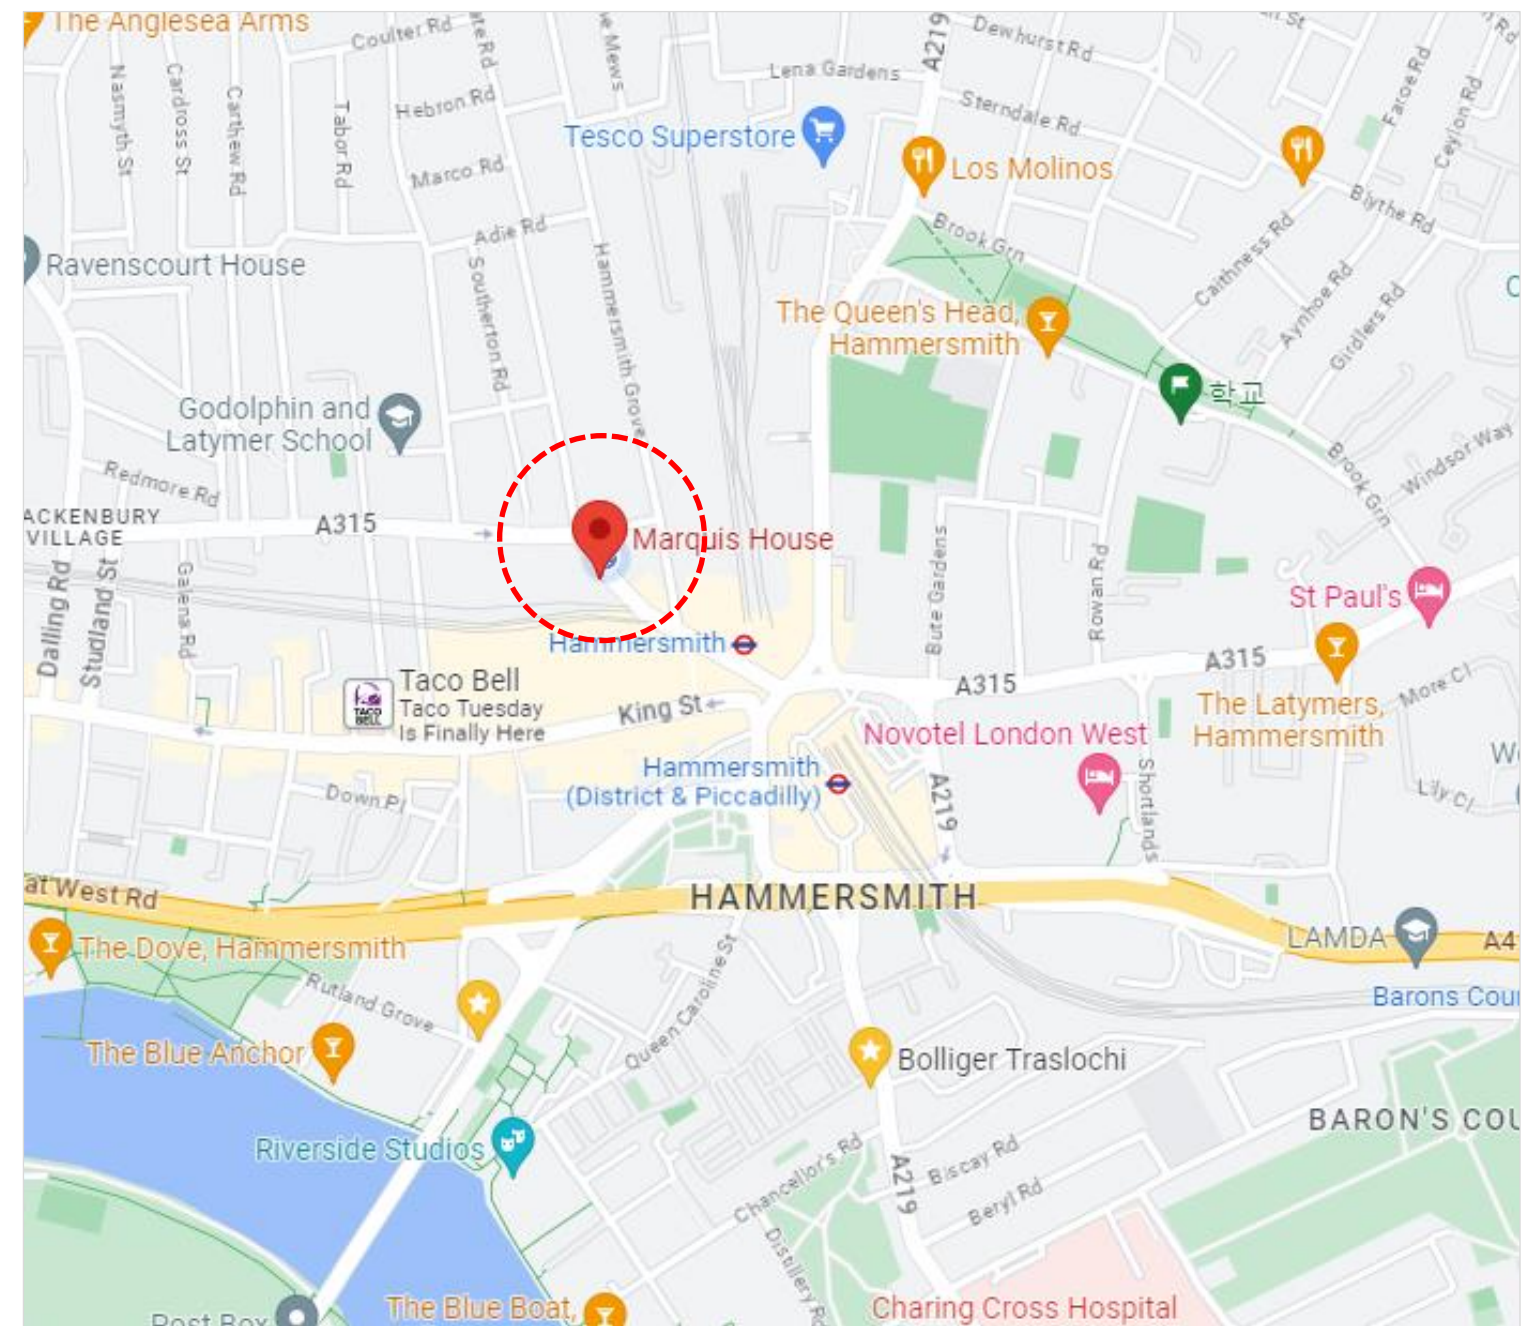 The Anglesea Arms
Coulter Rd
A219
Dewhurst Rd
Nasmyth St
Cardross St
Carthew Rd
Tabor Rd
Hebron Rd
Lena Gardens
Sterndale Rd
Faroe Rd
Ceylon Rd
Tesco Superstore
Los Molinos
Marco Rd
Blythe Rd
Adie Rd
Brook Grn
Ravenscourt House
Southerton Rd
Hammersmith Grove
Caithness Rd
Aynhoe Rd
Girdlers Rd
The Queen's Head,
Hammersmith
학교
Godolphin and
Latymer School
Redmore Rd
Brook Grn
Windsor Way
ACKENBURY
VILLAGE
A315
Marquis House
Dalling Rd
Studland St
Galena Rd
Bute Gardens
Rowan Rd
St Paul's
Hammersmith
A315
A315
Taco Bell
Taco Tuesday
Is Finally Here
TACO
BELL
King St
More Cl
The Latymers,
Hammersmith
Novotel London West
Hammersmith
(District & Piccadilly)
A219
Shortlands
Lily Cl
Down Pl
at West Rd
HAMMERSMITH
The Dove, Hammersmith
LAMDA
A4
Rutland Grove
Queen Caroline St
Barons Cour
The Blue Anchor
Bolliger Traslochi
BARON'S COU
Riverside Studios
Chancellor's Rd
A219
Biscay Rd
Beryl Rd
Distillery Rd
Post Box
The Blue Boat,
Charing Cross Hospital